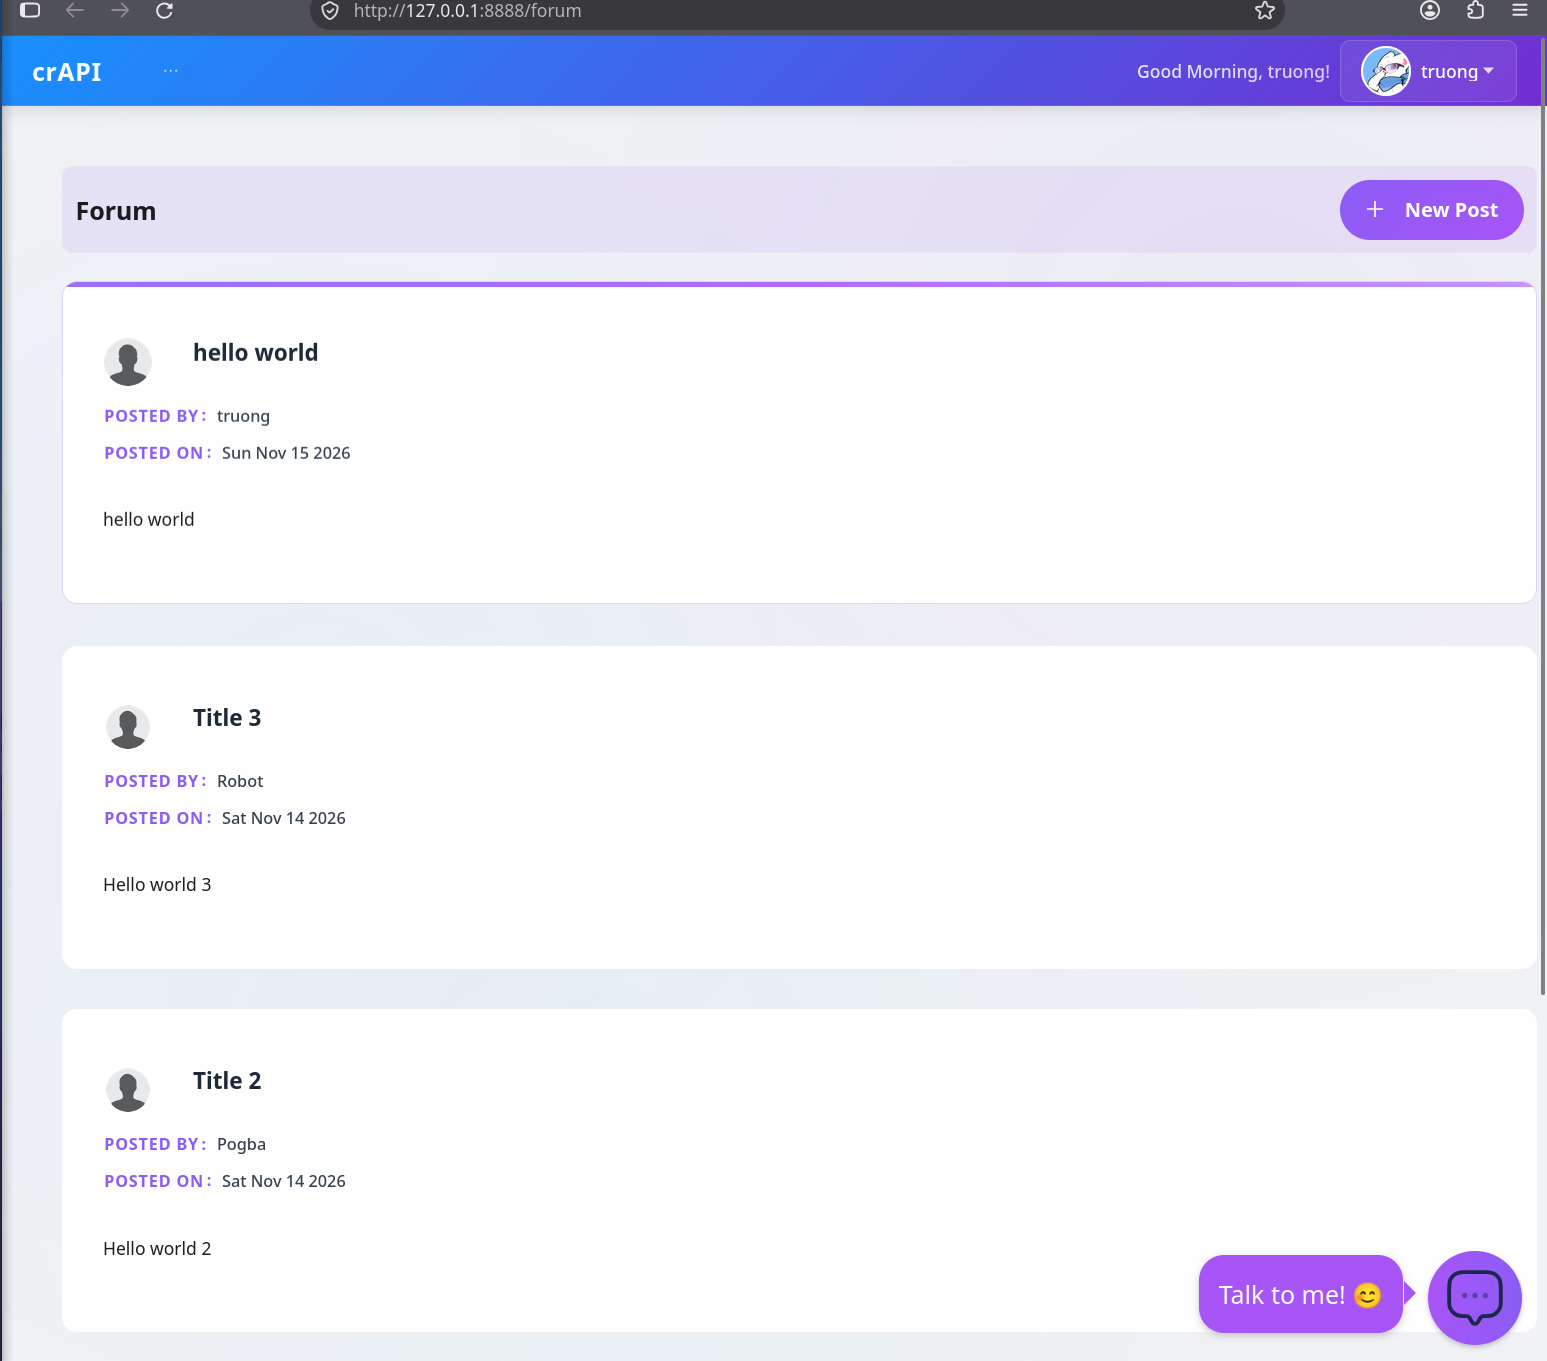 http://127.0.0.1:8888/forum
crAPI ··· Good Morning, truong! truong
Forum
New Post
hello world
POSTED BY: truong
POSTED ON: Sun Nov 15 2026
hello world
Title 3
POSTED BY: Robot
POSTED ON: Sat Nov 14 2026
Hello world 3
Title 2
POSTED BY: Pogba
POSTED ON: Sat Nov 14 2026
Hello world 2
Talk to me! 😊